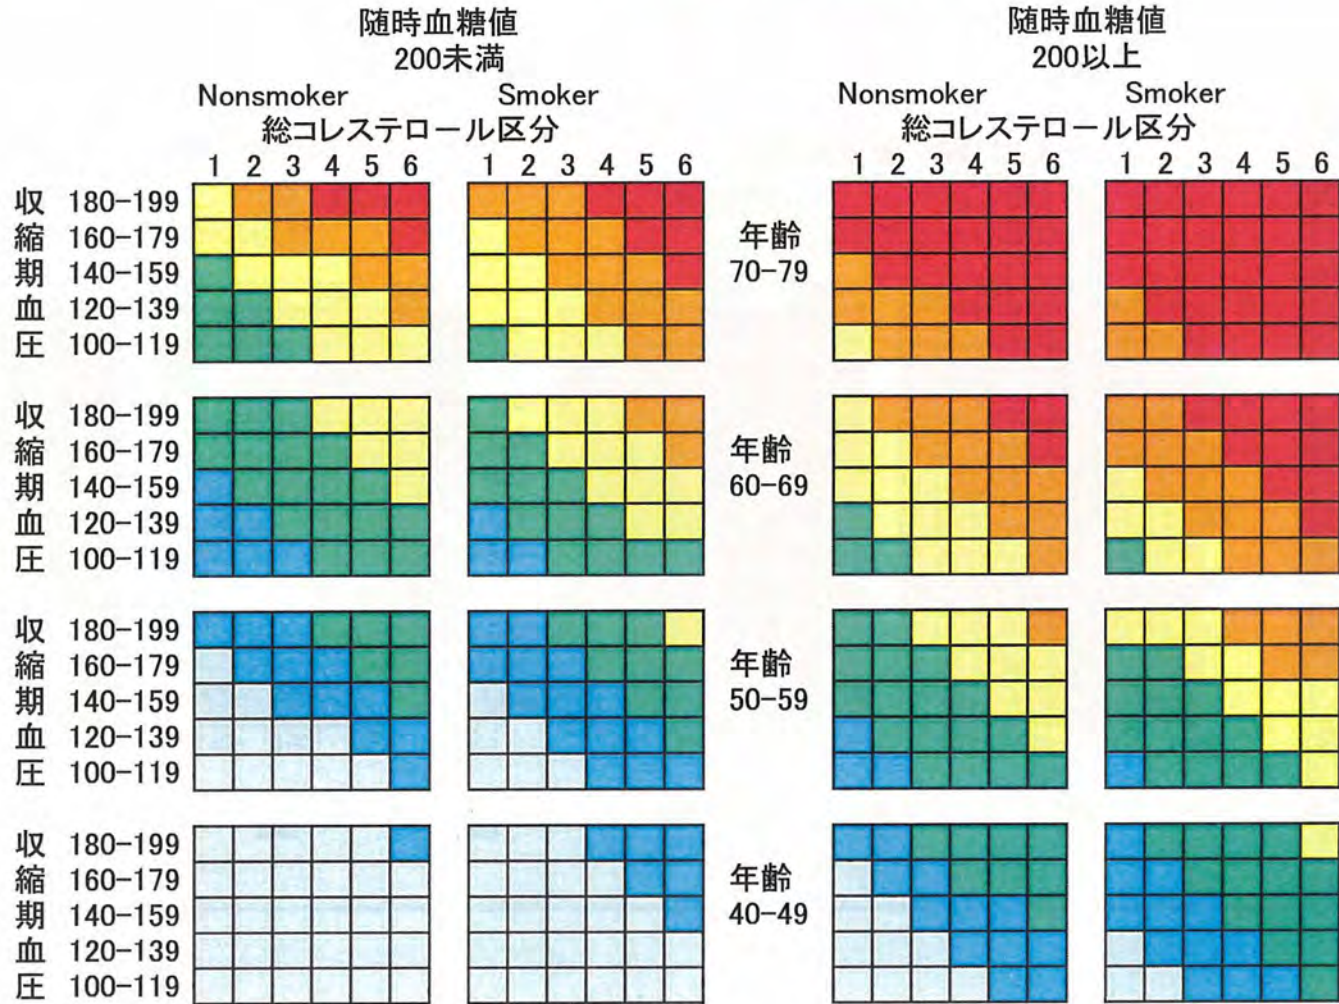 随時血糖値
200未満
Nonsmoker Smoker
総コレステロール区分
1 2 3 4 5 6 1 2 3 4 5 6
随時血糖値
200以上
Nonsmoker Smoker
総コレステロール区分
1 2 3 4 5 6 1 2 3 4 5 6
収 180-199
縮 160-179
期 140-159
血 120-139
圧 100-119
年齢
70-79
収 180-199
縮 160-179
期 140-159
血 120-139
圧 100-119
年齢
60-69
収 180-199
縮 160-179
期 140-159
血 120-139
圧 100-119
年齢
50-59
収 180-199
縮 160-179
期 140-159
血 120-139
圧 100-119
年齢
40-49